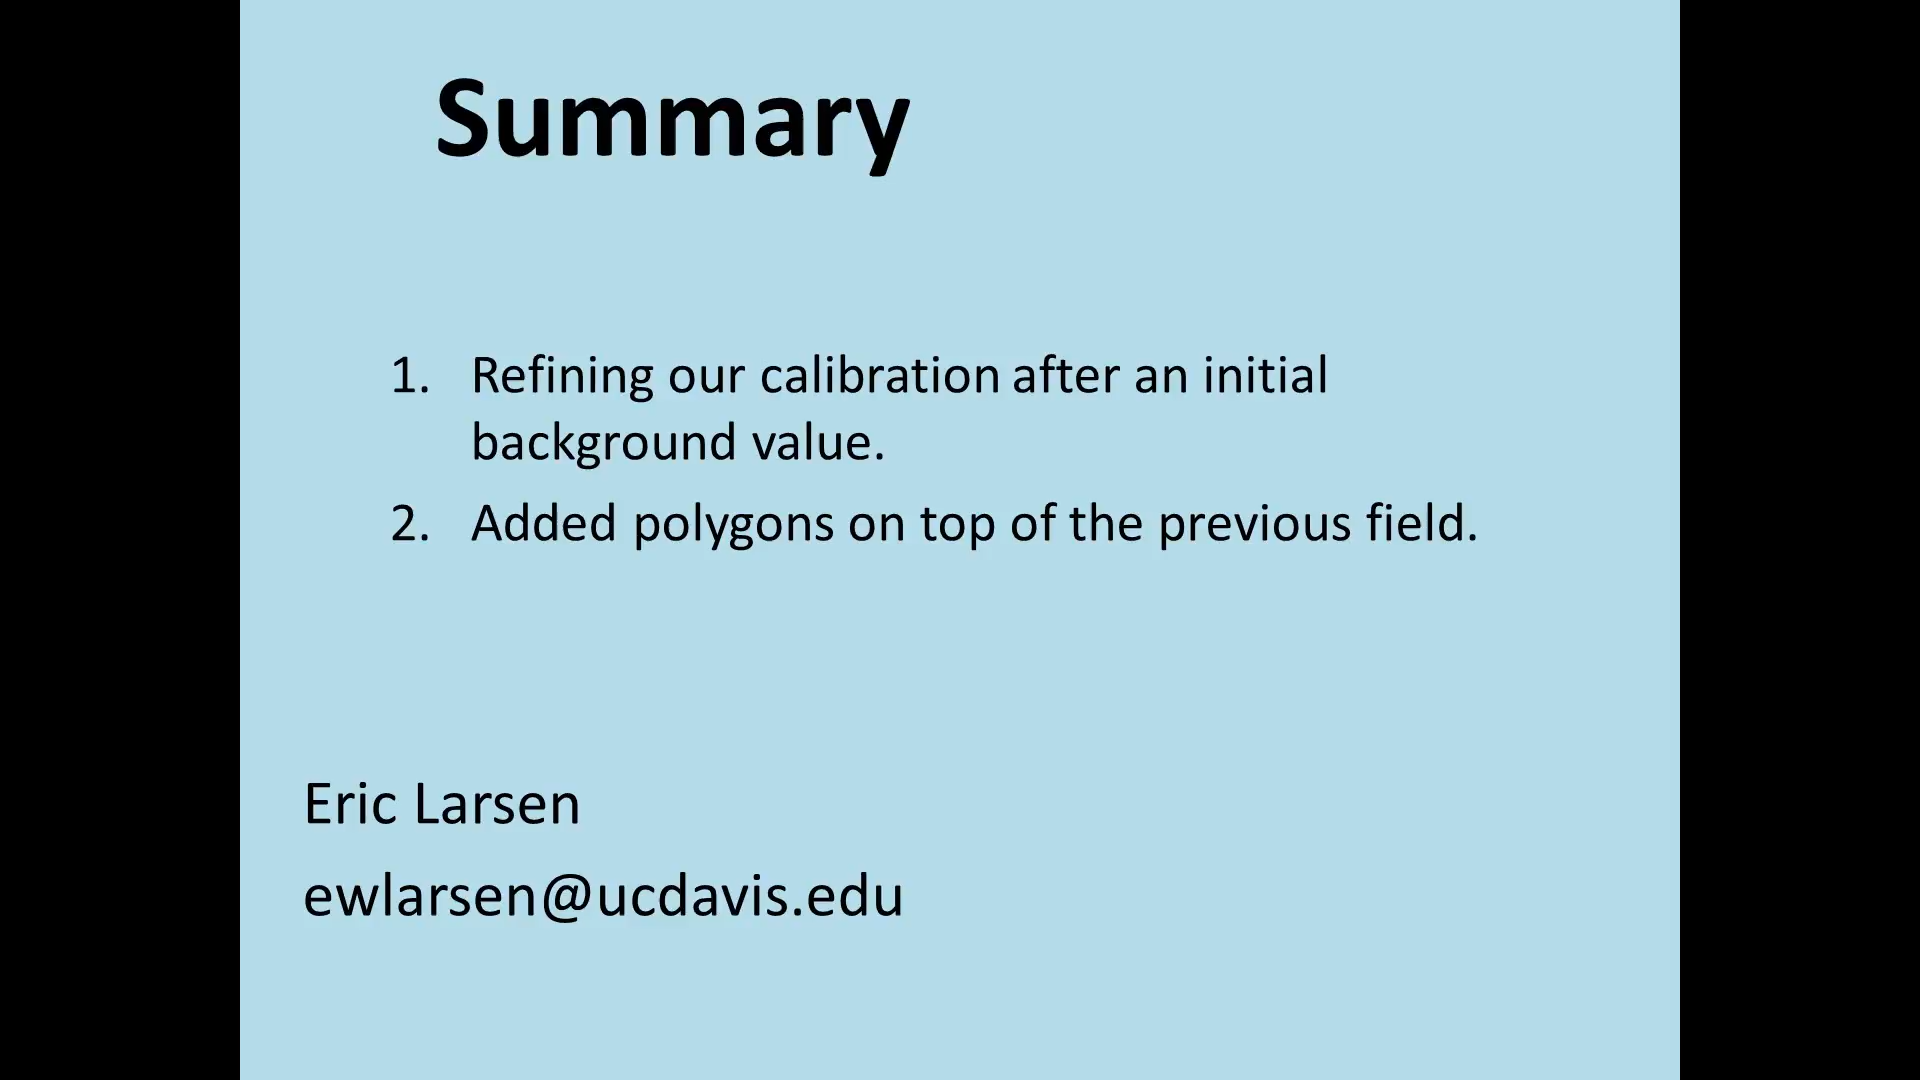 Summary
1. Refining our calibration after an initial
background value.
2. Added polygons on top of the previous field.
Eric Larsen
ewlarsen@ucdavis.edu